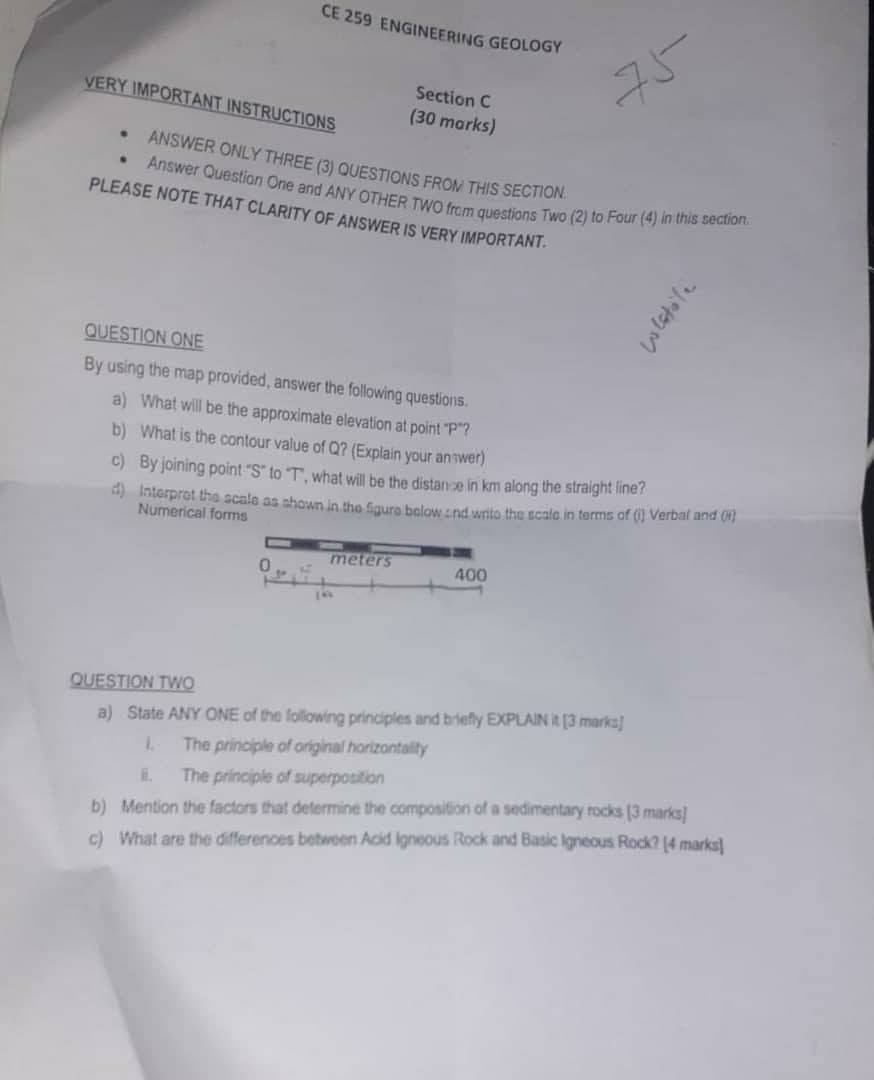 CE 259 ENGINEERING GEOLOGY
75
Section C
(30 marks)
VERY IMPORTANT INSTRUCTIONS
• ANSWER ONLY THREE (3) QUESTIONS FROM THIS SECTION.
• Answer Question One and ANY OTHER TWO from questions Two (2) to Four (4) in this section.
PLEASE NOTE THAT CLARITY OF ANSWER IS VERY IMPORTANT.
QUESTION ONE
By using the map provided, answer the following questions.
a) What will be the approximate elevation at point "P"?
b) What is the contour value of Q? (Explain your answer)
c) By joining point "S" to "T", what will be the distance in km along the straight line?
d) Interpret the scale as shown in the figure below and write the scale in terms of (i) Verbal and (ii)
Numerical forms
meters
0 400
QUESTION TWO
a) State ANY ONE of the following principles and briefly EXPLAIN it [3 marks]
i. The principle of original horizontality
ii. The principle of superposition
b) Mention the factors that determine the composition of a sedimentary rocks [3 marks]
c) What are the differences between Acid Igneous Rock and Basic Igneous Rock? [4 marks]